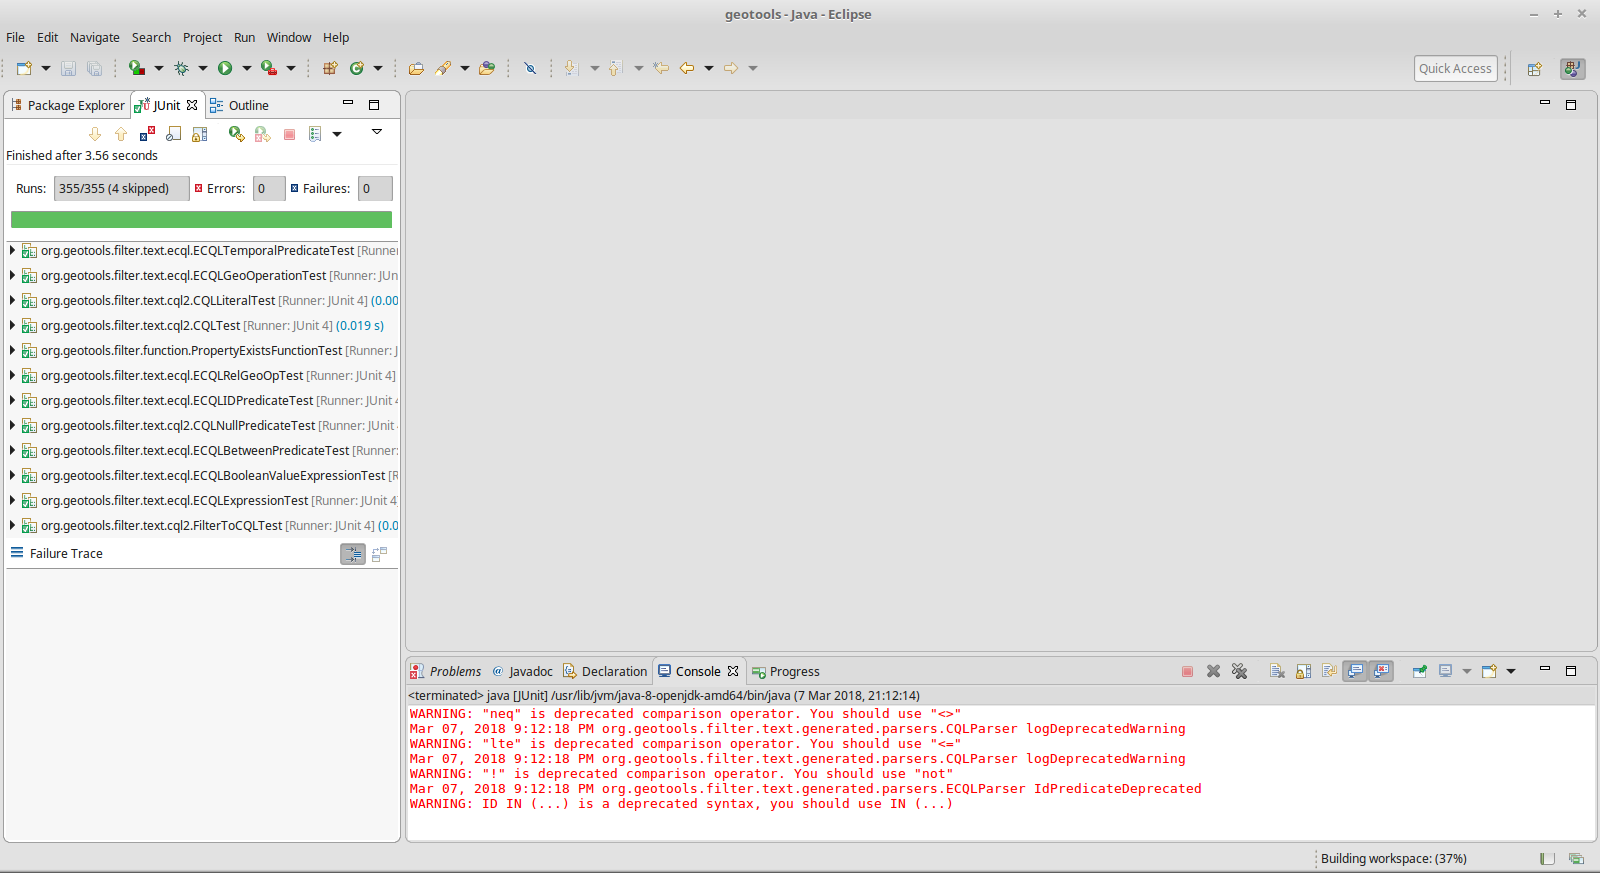 geotools - Java - Eclipse
File Edit Navigate Search Project Run Window Help
Quick Access
Package Explorer JUnit Outline
Finished after 3.56 seconds
Runs: 355/355 (4 skipped) Errors: 0 Failures: 0
org.geotools.filter.text.ecql.ECQLTemporalPredicateTest [Runne
org.geotools.filter.text.ecql.ECQLGeoOperationTest [Runner: JUn
org.geotools.filter.text.cql2.CQLLiteralTest [Runner: JUnit 4] (0.00
org.geotools.filter.text.cql2.CQLTest [Runner: JUnit 4] (0.019 s)
org.geotools.filter.function.PropertyExistsFunctionTest [Runner: J
org.geotools.filter.text.ecql.ECQLRelGeoOpTest [Runner: JUnit 4]
org.geotools.filter.text.ecql.ECQLIDPredicateTest [Runner: JUnit 4
org.geotools.filter.text.cql2.CQLNullPredicateTest [Runner: JUnit
org.geotools.filter.text.ecql.ECQLBetweenPredicateTest [Runner:
org.geotools.filter.text.ecql.ECQLBooleanValueExpressionTest [R
org.geotools.filter.text.ecql.ECQLExpressionTest [Runner: JUnit 4
org.geotools.filter.text.cql2.FilterToCQLTest [Runner: JUnit 4] (0.0
Failure Trace
Problems Javadoc Declaration Console Progress
<terminated> java [JUnit] /usr/lib/jvm/java-8-openjdk-amd64/bin/java (7 Mar 2018, 21:12:14)
WARNING: "neq" is deprecated comparison operator. You should use "<>"
Mar 07, 2018 9:12:18 PM org.geotools.filter.text.generated.parsers.CQLParser logDeprecatedWarning
WARNING: "lte" is deprecated comparison operator. You should use "<="
Mar 07, 2018 9:12:18 PM org.geotools.filter.text.generated.parsers.CQLParser logDeprecatedWarning
WARNING: "!" is deprecated comparison operator. You should use "not"
Mar 07, 2018 9:12:18 PM org.geotools.filter.text.generated.parsers.ECQLParser IdPredicateDeprecated
WARNING: ID IN (...) is a deprecated syntax, you should use IN (...)
Building workspace: (37%)